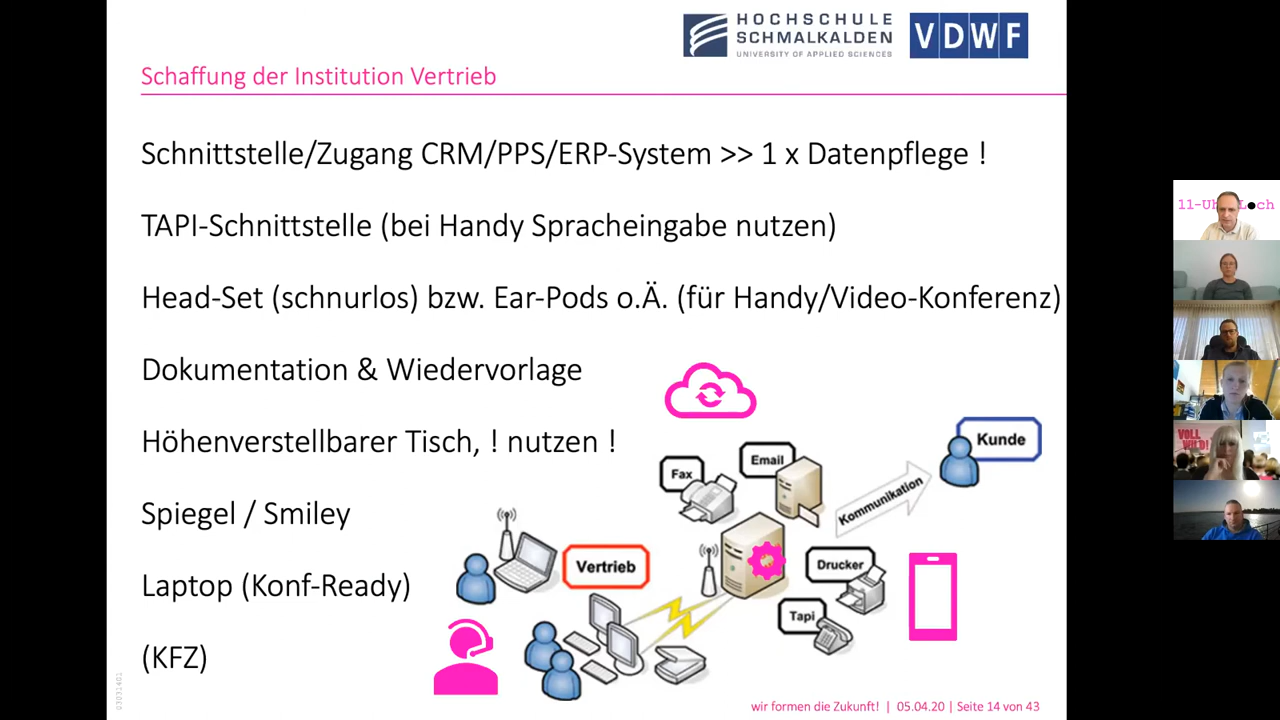 HOCHSCHULE
SCHMALKALDEN
UNIVERSITY OF APPLIED SCIENCES
VDWF
Schaffung der Institution Vertrieb
Schnittstelle/Zugang CRM/PPS/ERP-System >> 1 x Datenpflege !
TAPI-Schnittstelle (bei Handy Spracheingabe nutzen)
Head-Set (schnurlos) bzw. Ear-Pods o.Ä. (für Handy/Video-Konferenz)
Dokumentation & Wiedervorlage
Höhenverstellbarer Tisch, ! nutzen !
Spiegel / Smiley
Laptop (Konf-Ready)
(KFZ)
Kunde
Email
Fax
Kommunikation
Vertrieb
Drucker
Tapi
03031401
wir formen die Zukunft! | 05.04.20 | Seite 14 von 43
VOLL
WILD!